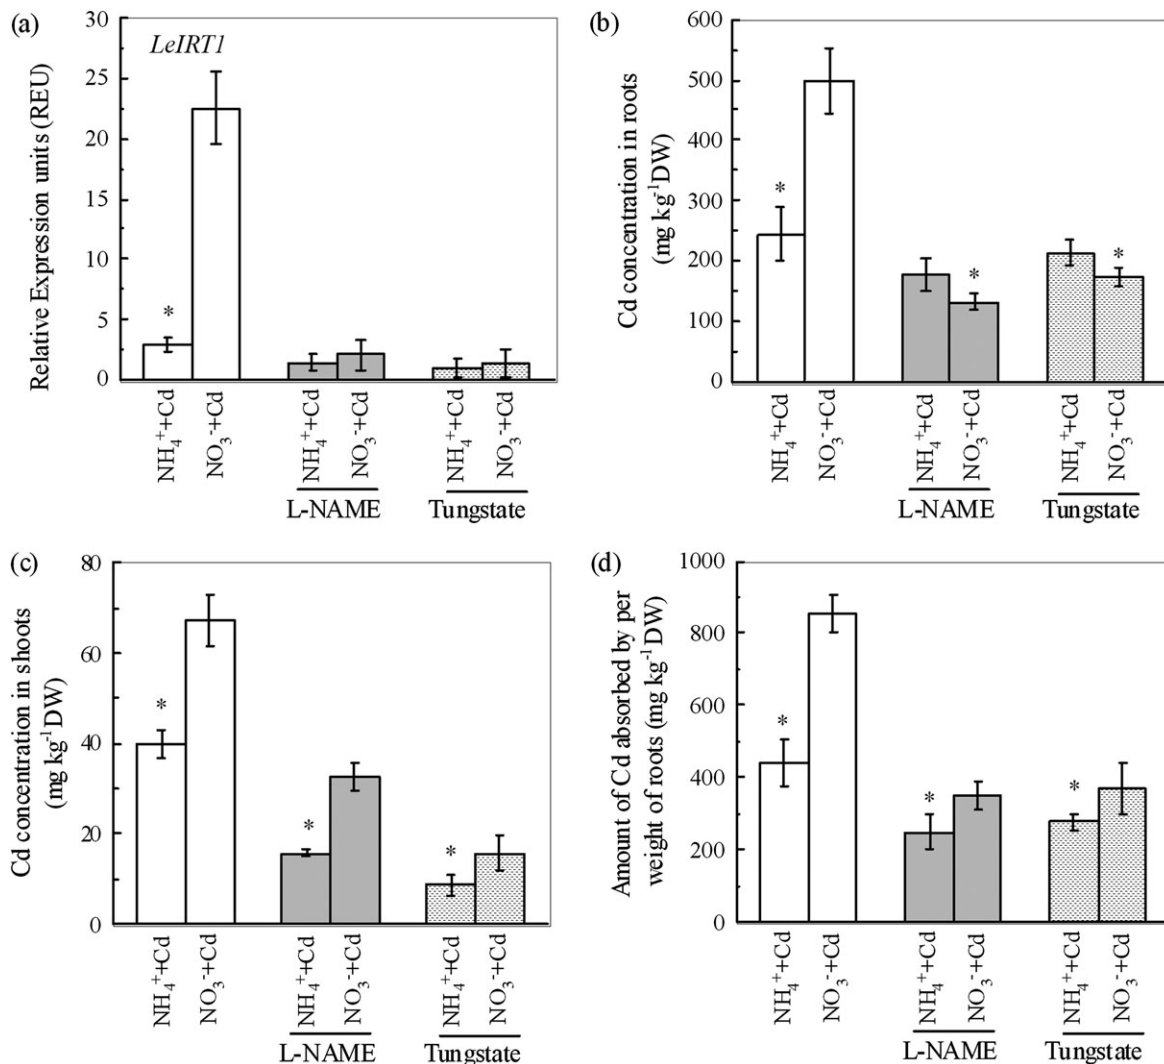 (a)
Relative Expression units (REU)
30
25
20
15
10
5
0
LeIRT1
*
NH₄⁺+Cd
NO₃⁻+Cd
NH₄⁺+Cd
NO₃⁻+Cd
NH₄⁺+Cd
NO₃⁻+Cd
L-NAME
Tungstate
(b)
Cd concentration in roots
(mg kg⁻¹DW)
600
500
400
300
200
100
0
*
*
*
NH₄⁺+Cd
NO₃⁻+Cd
NH₄⁺+Cd
NO₃⁻+Cd
NH₄⁺+Cd
NO₃⁻+Cd
L-NAME
Tungstate
(c)
Cd concentration in shoots
(mg kg⁻¹DW)
80
60
40
20
0
*
*
*
NH₄⁺+Cd
NO₃⁻+Cd
NH₄⁺+Cd
NO₃⁻+Cd
NH₄⁺+Cd
NO₃⁻+Cd
L-NAME
Tungstate
(d)
Amount of Cd absorbed by per
weight of roots (mg kg⁻¹DW)
1000
800
600
400
200
0
*
*
*
NH₄⁺+Cd
NO₃⁻+Cd
NH₄⁺+Cd
NO₃⁻+Cd
NH₄⁺+Cd
NO₃⁻+Cd
L-NAME
Tungstate